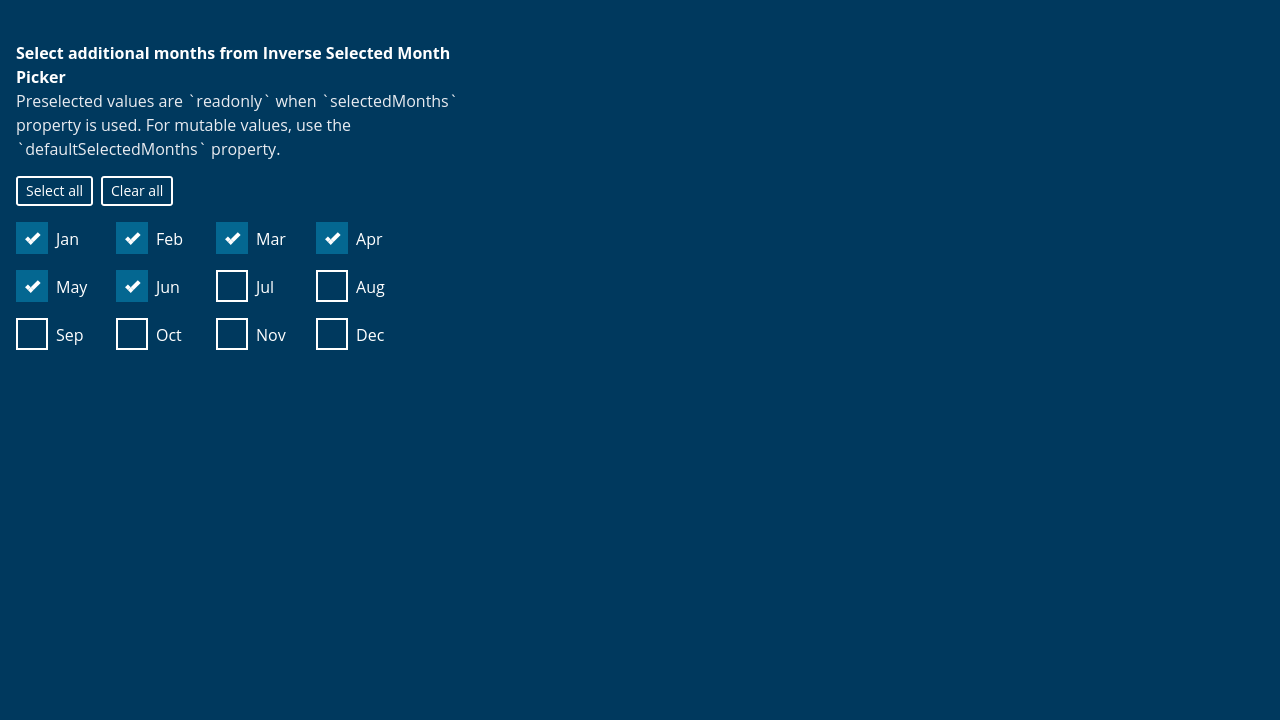 Select additional months from Inverse Selected Month
Picker
Preselected values are `readonly` when `selectedMonths`
property is used. For mutable values, use the
`defaultSelectedMonths` property.
Select all Clear all
Jan Feb Mar Apr
May Jun Jul Aug
Sep Oct Nov Dec